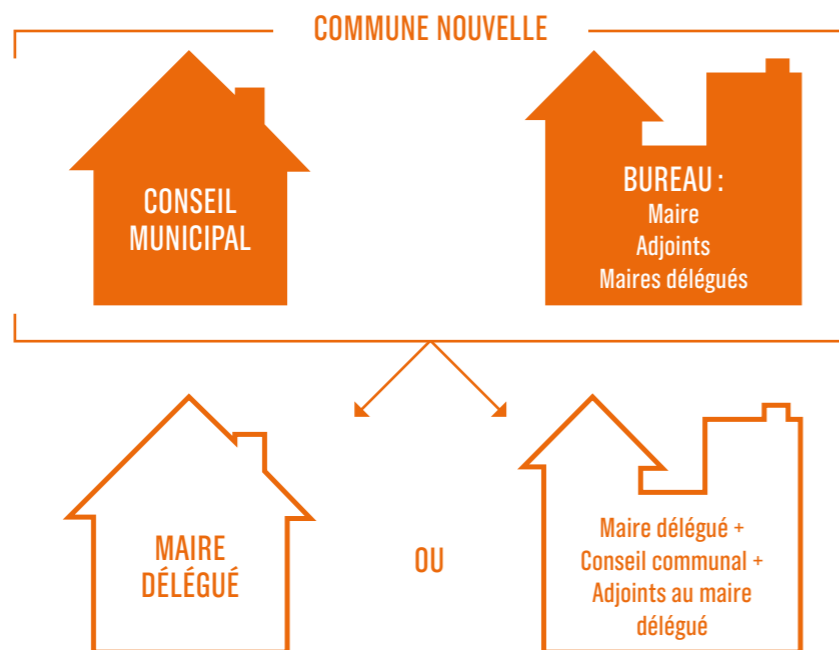 COMMUNE NOUVELLE
CONSEIL
MUNICIPAL
BUREAU :
Maire
Adjoints
Maires délégués
MAIRE
DÉLÉGUÉ
OU
Maire délégué +
Conseil communal +
Adjoints au maire
délégué